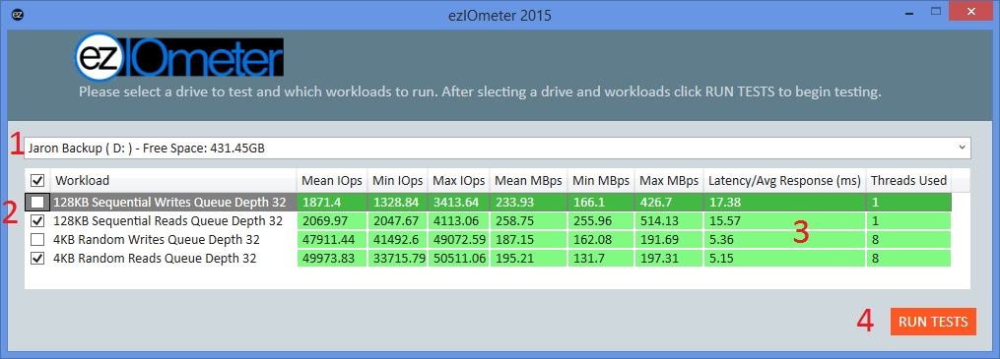 ezIOmeter 2015
ez
ezIOmeter
Please select a drive to test and which workloads to run. After slecting a drive and workloads click RUN TESTS to begin testing.
1 Jaron Backup ( D: ) - Free Space: 431.45GB
Workload Mean IOps Min IOps Max IOps Mean MBps Min MBps Max MBps Latency/Avg Response (ms) Threads Used
2 128KB Sequential Writes Queue Depth 32 1871.4 1328.84 3413.64 233.93 166.1 426.7 17.38 1
128KB Sequential Reads Queue Depth 32 2069.97 2047.67 4113.06 258.75 255.96 514.13 15.57 1
4KB Random Writes Queue Depth 32 47911.44 41492.6 49072.59 187.15 162.08 191.69 5.36 3 8
4KB Random Reads Queue Depth 32 49973.83 33715.79 50511.06 195.21 131.7 197.31 5.15 8
4 RUN TESTS